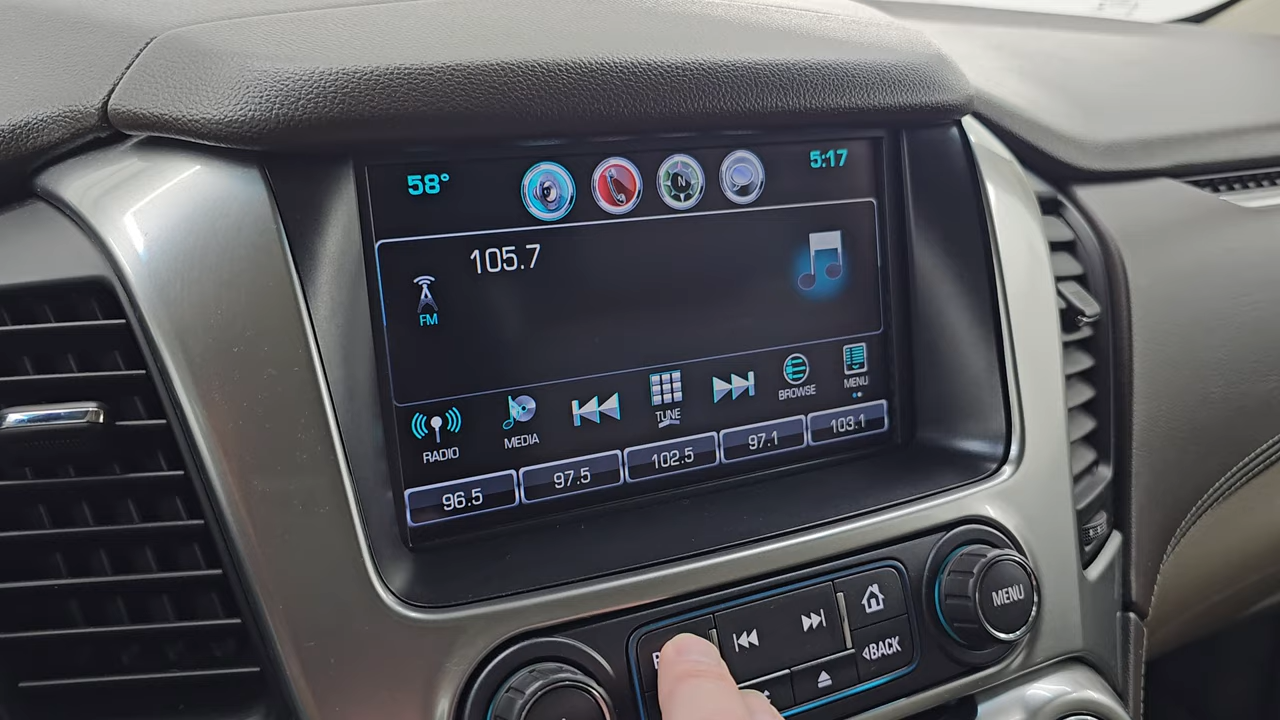 58°
N
5:17
105.7
FM
RADIO
MEDIA
TUNE
BROWSE
MENU
96.5
97.5
102.5
97.1
103.1
MENU
BACK